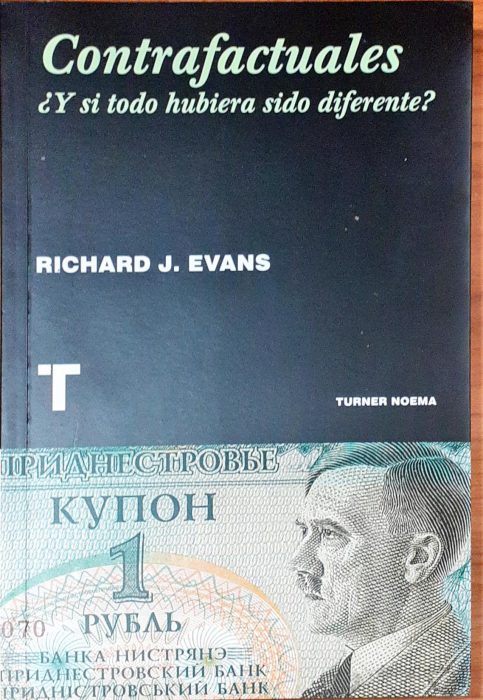 Contrafactuales
¿Y si todo hubiera sido diferente?
RICHARD J. EVANS
T
TURNER NOEMA
ПРИДНЕСТРОВЬЕ
КУПОН
1
070
РУБЛЬ
БАНКА НИСТРЯНЭ
ПРИДНЕСТРОВСКИЙ БАНК
ПРИДНІСТРОВСЬКИЙ БАНК